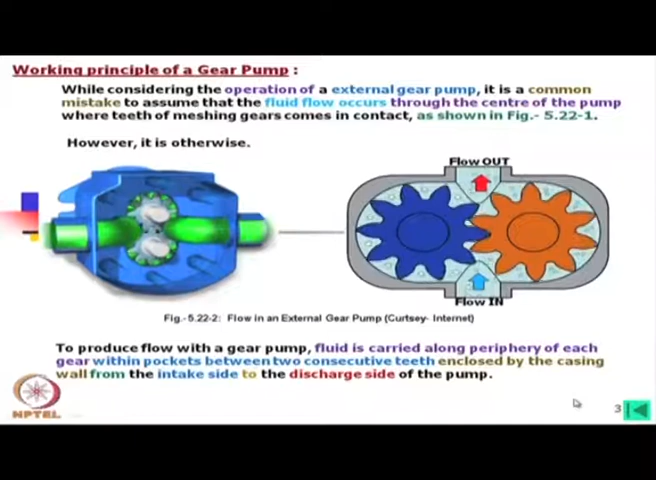 Working principle of a Gear Pump :
While considering the operation of a external gear pump, it is a common
mistake to assume that the fluid flow occurs through the centre of the pump
where teeth of meshing gears comes in contact, as shown in Fig.- 5.22-1.
However, it is otherwise.
Flow OUT
Flow IN
Fig.-5.22-2: Flow in an External Gear Pump (Curtsey- Internet)
To produce flow with a gear pump, fluid is carried along periphery of each
gear within pockets between two consecutive teeth enclosed by the casing
wall from the intake side to the discharge side of the pump.
NPTEL
3